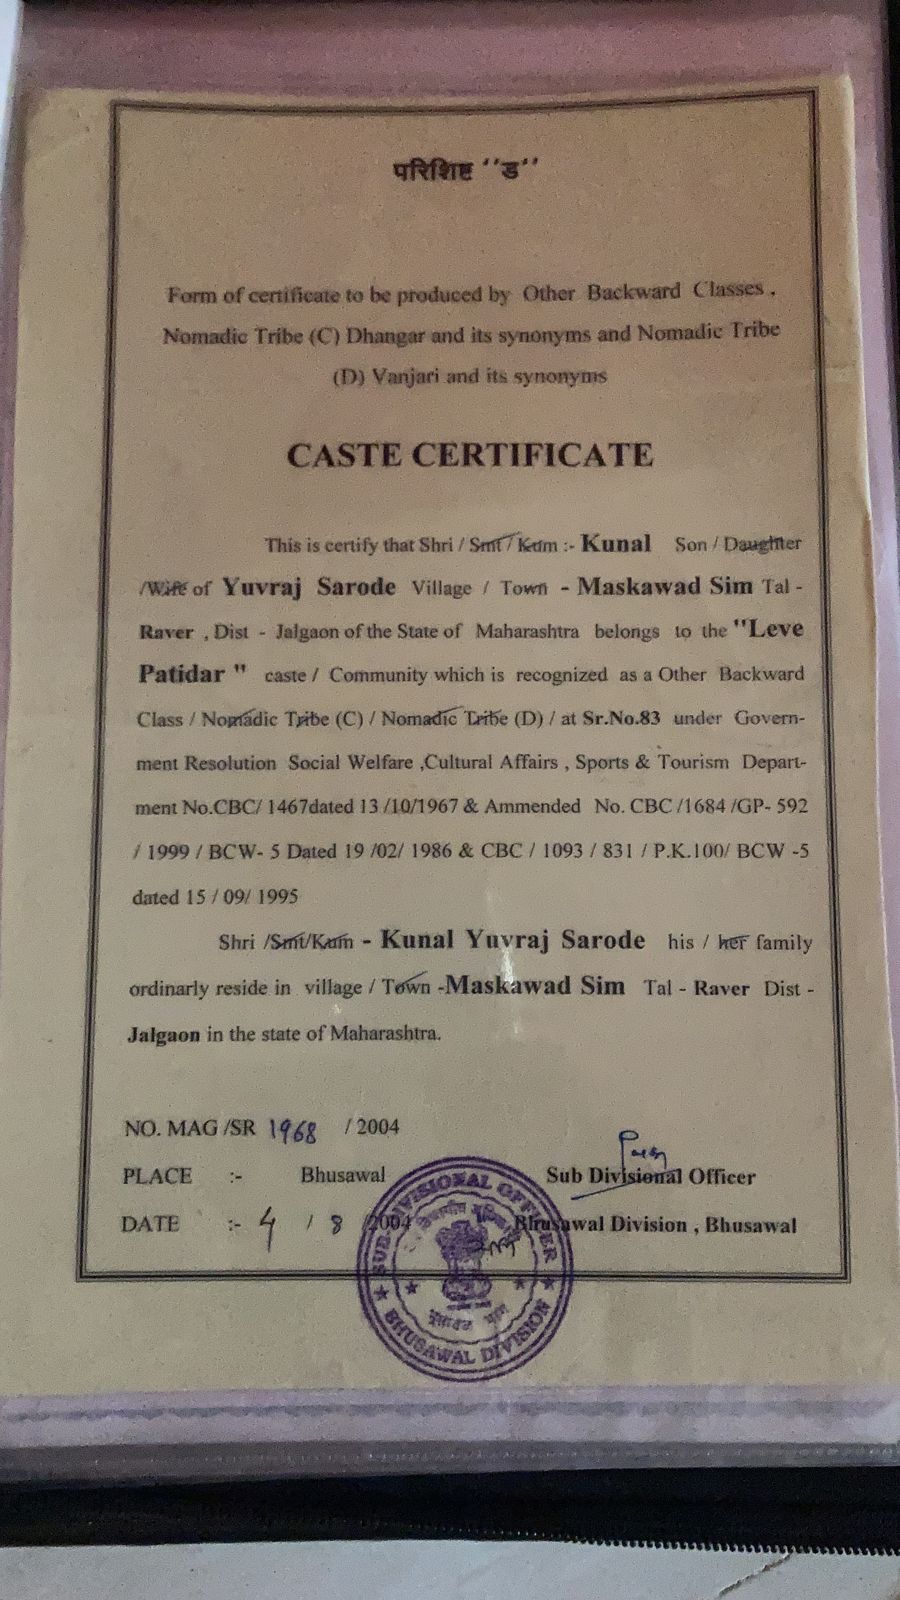 परिशिष्ट ‘‘ड’’
Form of certificate to be produced by Other Backward Classes ,
Nomadic Tribe (C) Dhangar and its synonyms and Nomadic Tribe
(D) Vanjari and its synonyms
CASTE CERTIFICATE
This is certify that Shri / Smt / Kum :- Kunal Son / Daughter
/Wife of Yuvraj Sarode Village / Town - Maskawad Sim Tal -
Raver , Dist - Jalgaon of the State of Maharashtra belongs to the "Leve
Patidar " caste / Community which is recognized as a Other Backward
Class / Nomadic Tribe (C) / Nomadic Tribe (D) / at Sr.No.83 under Govern-
ment Resolution Social Welfare ,Cultural Affairs , Sports & Tourism Depart-
ment No.CBC/ 1467dated 13 /10/1967 & Ammended No. CBC /1684 /GP- 592
/ 1999 / BCW- 5 Dated 19 /02/ 1986 & CBC / 1093 / 831 / P.K.100/ BCW -5
dated 15 / 09/ 1995
Shri /Smt/Kum - Kunal Yuvraj Sarode his / her family
ordinarly reside in village / Town -Maskawad Sim Tal - Raver Dist -
Jalgaon in the state of Maharashtra.
NO. MAG /SR 1968 / 2004
PLACE :- Bhusawal
Sub Divisional Officer
DATE :- 4 / 8 /2004
Bhusawal Division , Bhusawal
SUB-DIVISIONAL OFFICER
BHUSAWAL DIVISION